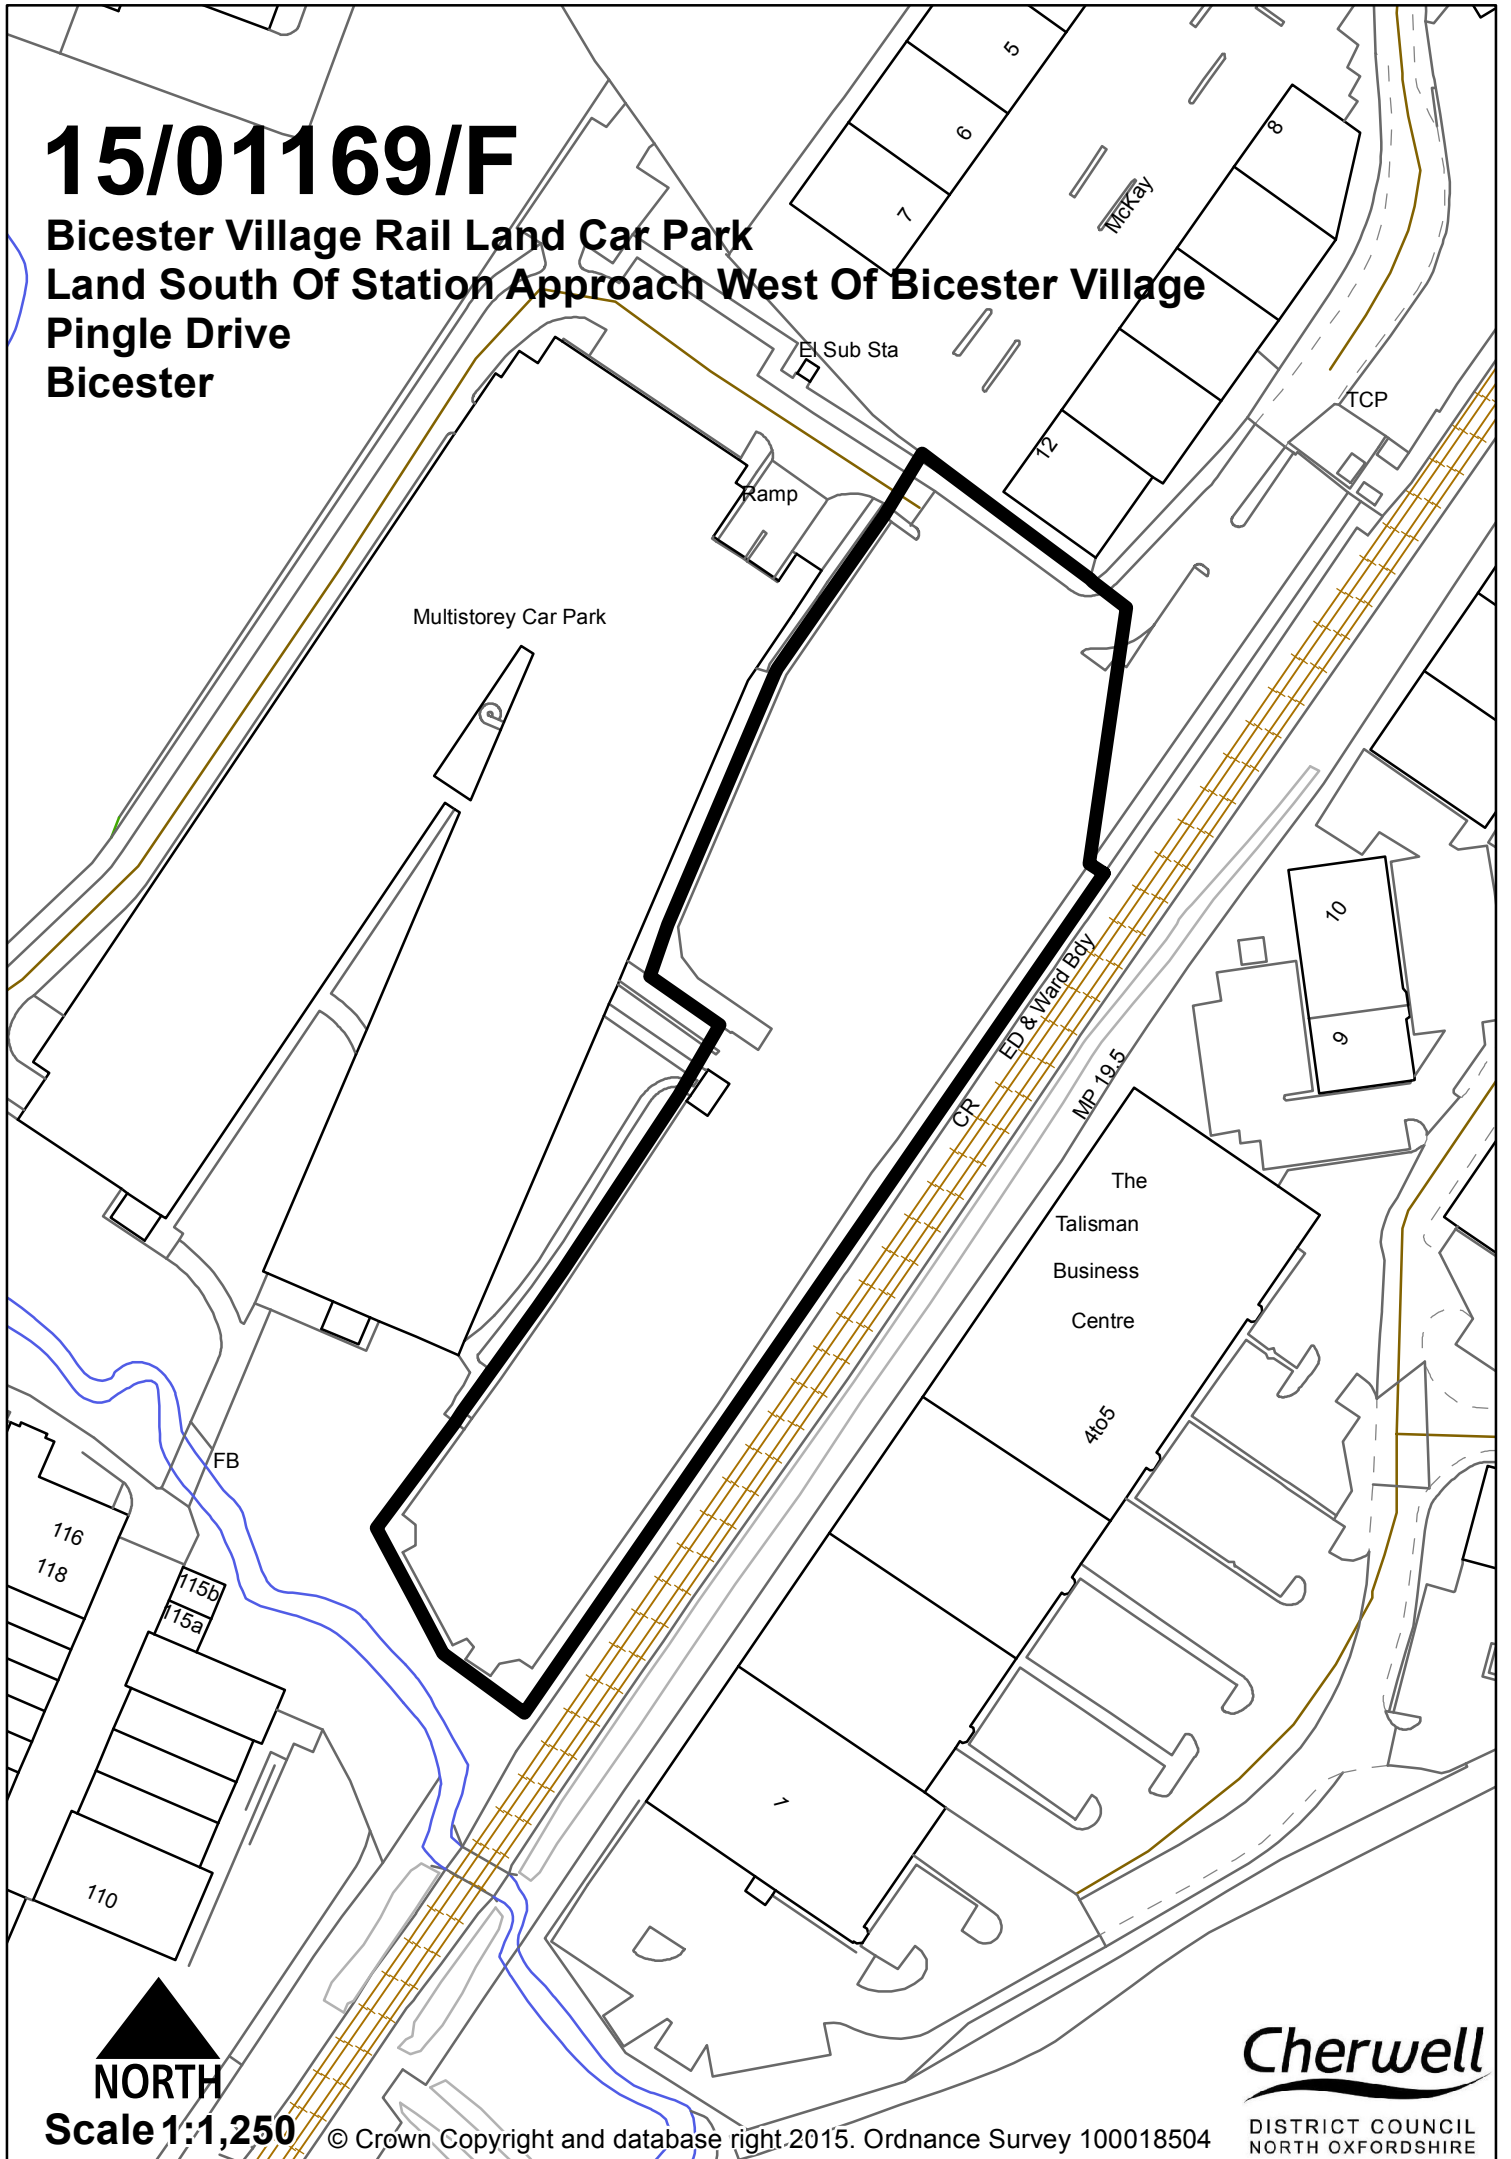 15/01169/F
Bicester Village Rail Land Car Park
Land South Of Station Approach West Of Bicester Village
Pingle Drive
Bicester
5
6
7
8
McKay
12
El Sub Sta
TCP
Ramp
Multistorey Car Park
10
9
ED & Ward Bdy
CR
MP 19.5
The
Talisman
Business
Centre
4to5
1
FB
116
118
115b
115a
110
NORTH
Scale 1:1,250
© Crown Copyright and database right 2015. Ordnance Survey 100018504
Cherwell
DISTRICT COUNCIL
NORTH OXFORDSHIRE